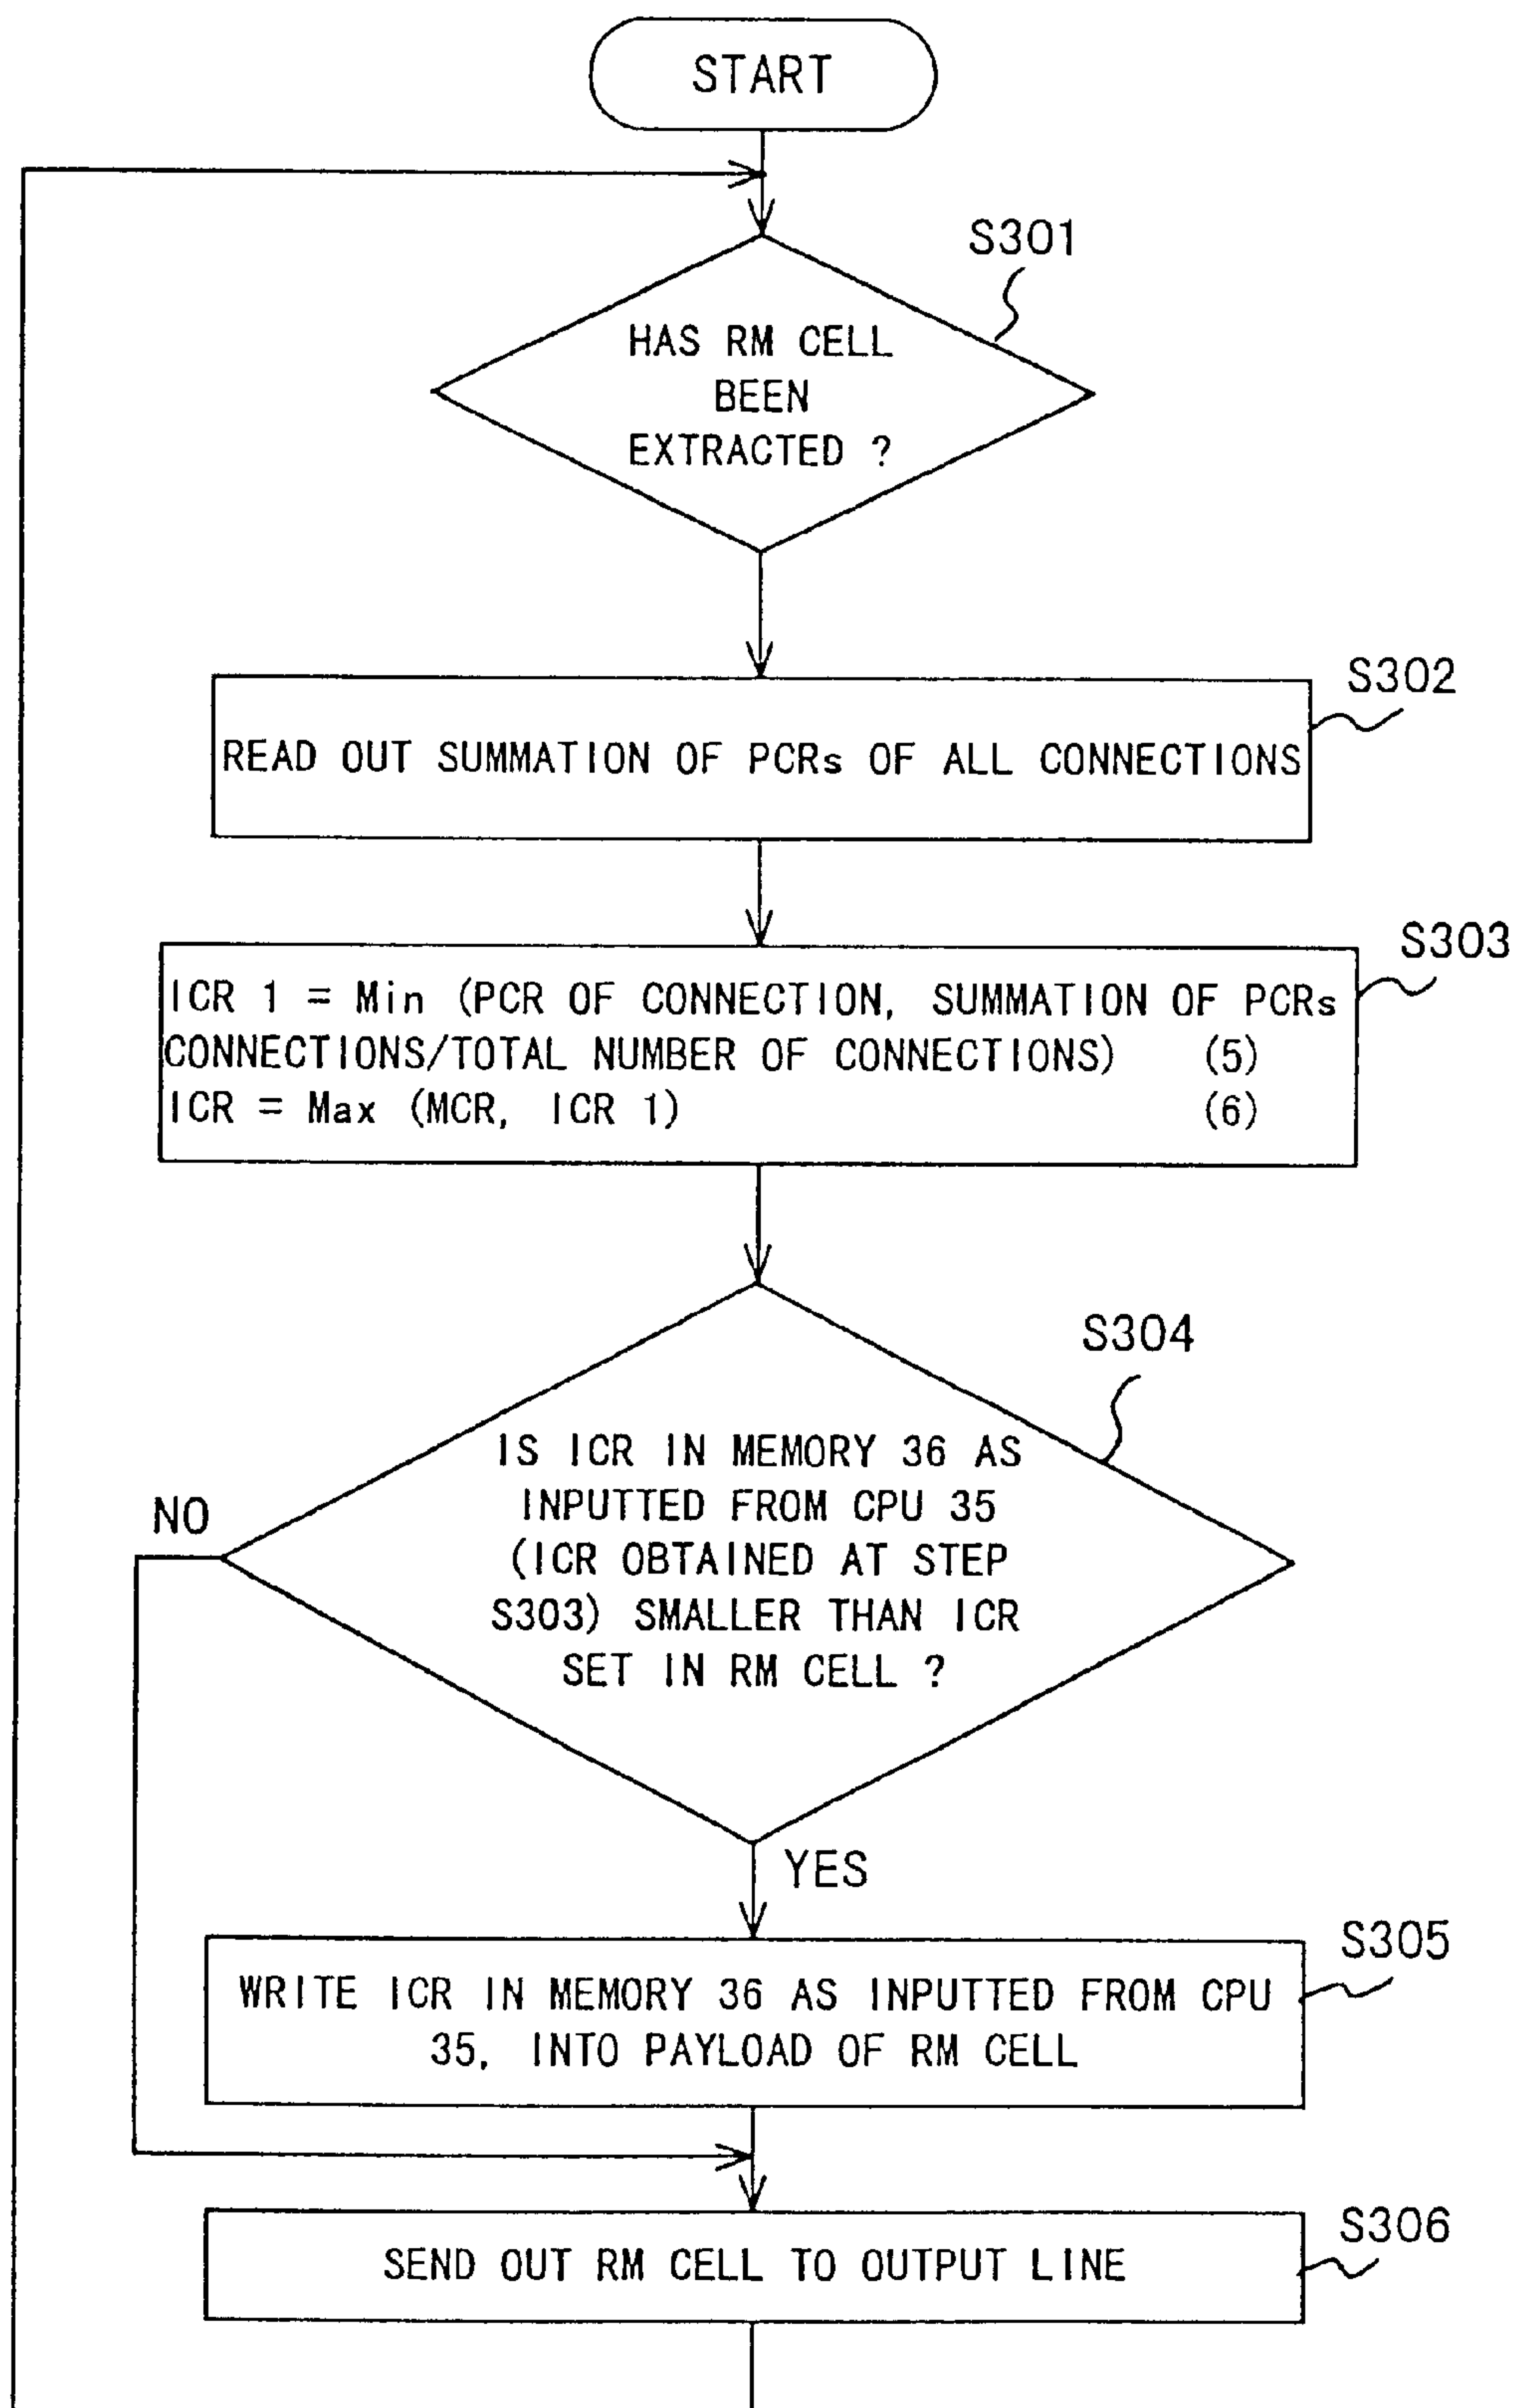 START
S301
HAS RM CELL
BEEN
EXTRACTED ?
S302
READ OUT SUMMATION OF PCRs OF ALL CONNECTIONS
S303
ICR 1 = Min (PCR OF CONNECTION, SUMMATION OF PCRs
CONNECTIONS/TOTAL NUMBER OF CONNECTIONS) (5)
ICR = Max (MCR, ICR 1) (6)
S304
IS ICR IN MEMORY 36 AS
INPUTTED FROM CPU 35
(ICR OBTAINED AT STEP
S303) SMALLER THAN ICR
SET IN RM CELL ?
NO
YES
S305
WRITE ICR IN MEMORY 36 AS INPUTTED FROM CPU
35, INTO PAYLOAD OF RM CELL
S306
SEND OUT RM CELL TO OUTPUT LINE